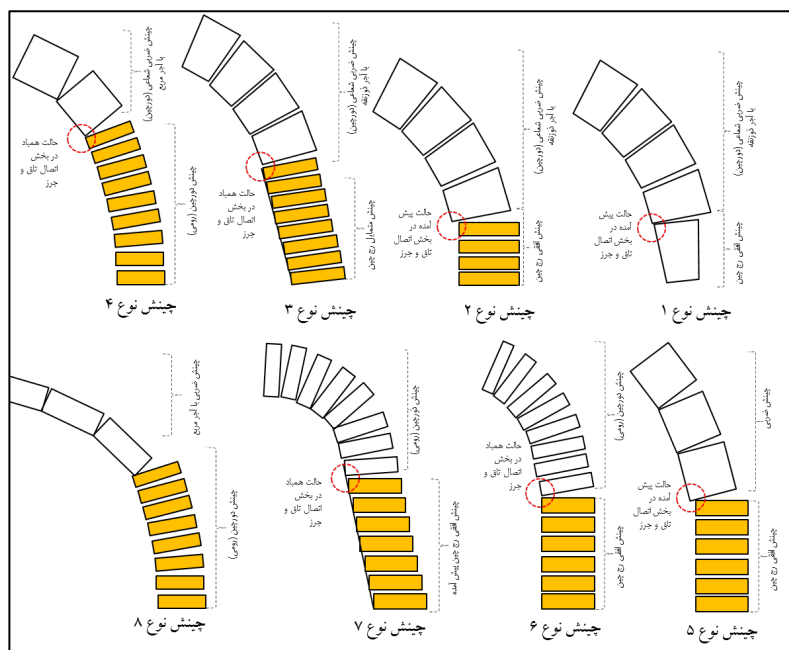 چینش ضربی شعاعی (دورچین)
با آجر ذوزنقه
حالت پیش
آمده در
بخش اتصال
تاق و جرز
چینش افقی رج چین
چینش نوع ۱
چینش ضربی شعاعی (دورچین)
با آجر ذوزنقه
حالت پیش
آمده در
بخش اتصال
تاق و جرز
چینش افقی رج چین
چینش نوع ۲
چینش ضربی شعاعی (دورچین)
با آجر ذوزنقه
حالت همباد
در بخش
اتصال تاق و
جرز
چینش متمایل رج چین
چینش نوع ۳
چینش ضربی شعاعی (دورچین)
با آجر مربع
حالت همباد
در بخش
اتصال تاق و
جرز
چینش دورچین (رومی)
چینش نوع ۴
چینش ضربی
حالت پیش
آمده در
بخش اتصال
تاق و جرز
چینش افقی رج چین
چینش نوع ۵
چینش دورچین (رومی)
حالت همباد
در بخش
اتصال تاق و
جرز
چینش افقی رج چین
چینش نوع ۶
چینش دورچین (رومی)
حالت همباد
در بخش
اتصال تاق و
جرز
چینش افقی رج چین پیش آمده
چینش نوع ۷
چینش ضربی با آجر مربع
چینش دورچین (رومی)
چینش نوع ۸